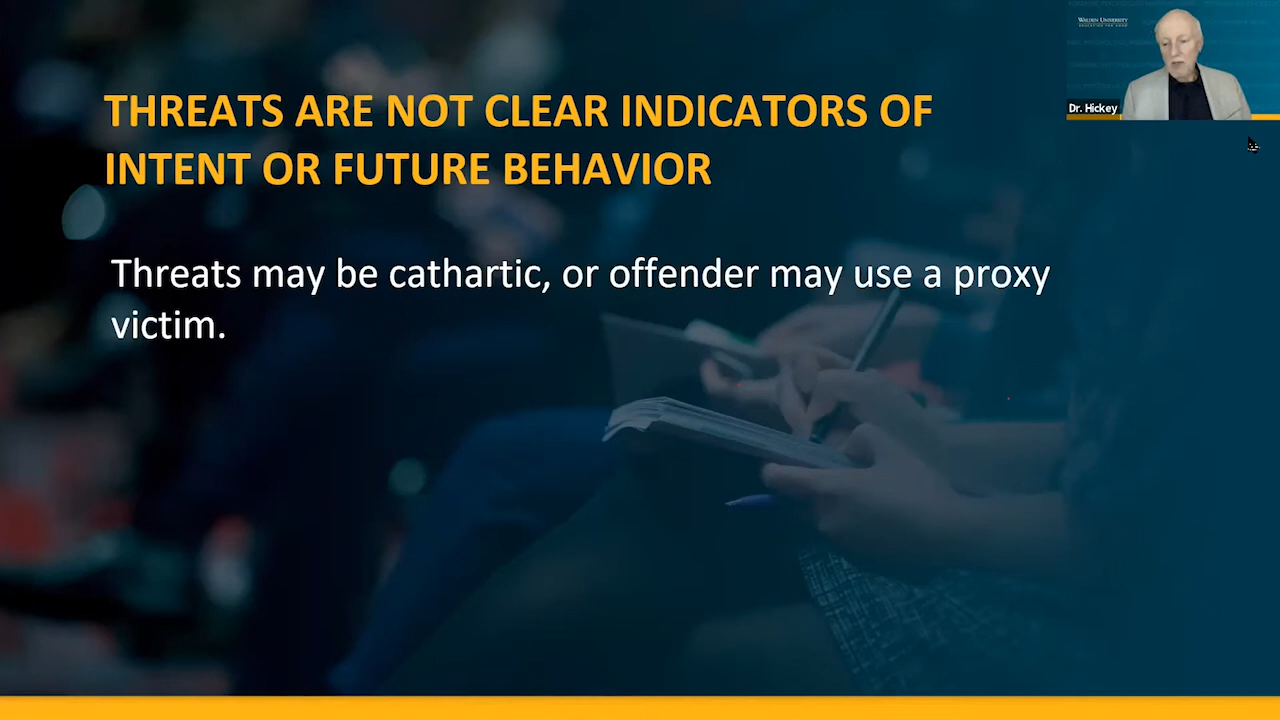 THREATS ARE NOT CLEAR INDICATORS OF
INTENT OR FUTURE BEHAVIOR
Threats may be cathartic, or offender may use a proxy
victim.
WALDEN UNIVERSITY
Dr. Hickey